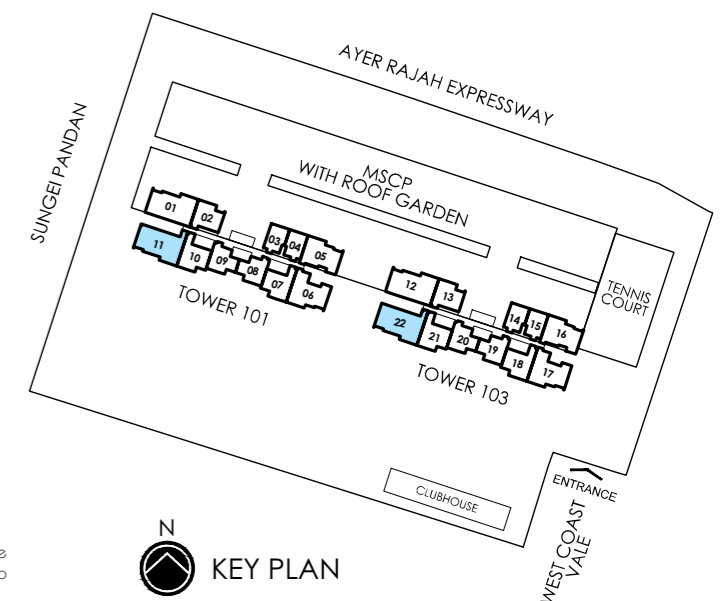 AYER RAJAH EXPRESSWAY
SUNGEI PANDAN
MSCP
WITH ROOF GARDEN
TENNIS
COURT
01
02
03
04
05
11
10
09
08
07
06
TOWER 101
12
13
14
15
16
22
21
20
19
18
17
TOWER 103
CLUBHOUSE
ENTRANCE
WEST COAST
VALE
N
KEY PLAN